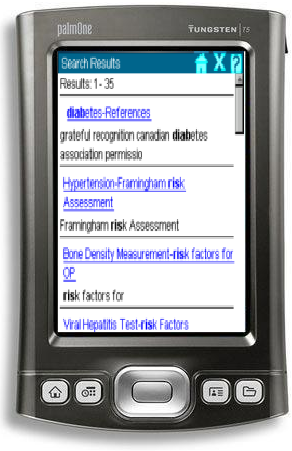 palmOne
TUNGSTEN | T5
Search Results
Results: 1- 35
diabetes-References
grateful recognition canadian diabetes
association permissio
Hypertension-Framingham risk
Assessment
Framingham risk Assessment
Bone Density Measurement-risk factors for
OP
risk factors for
Viral Hepatitis Test-risk Factors